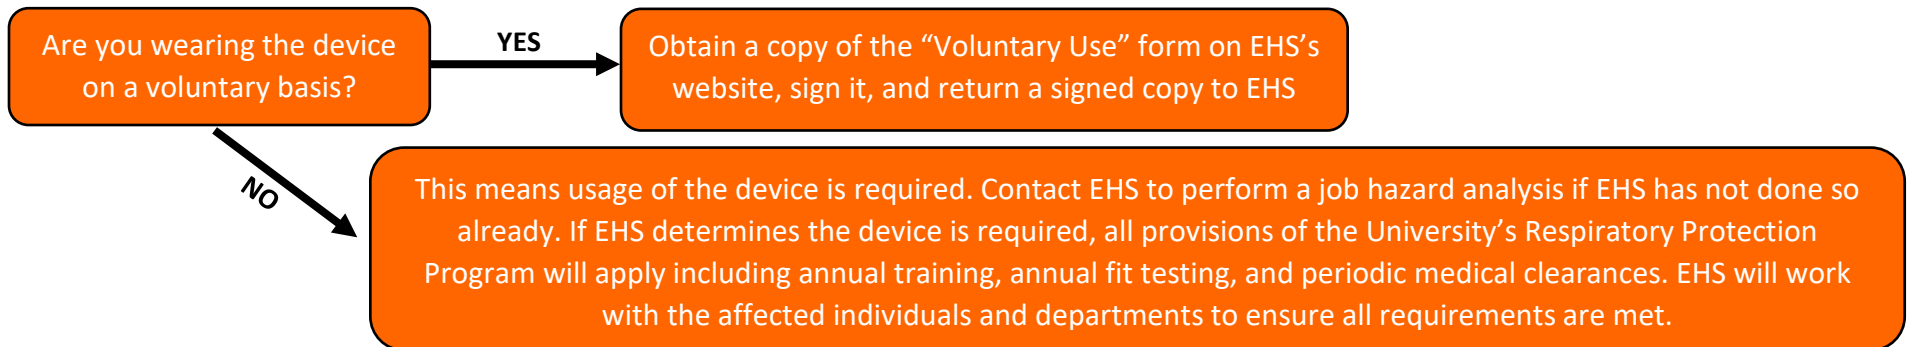 Are you wearing the device
on a voluntary basis?
YES
Obtain a copy of the “Voluntary Use” form on EHS’s
website, sign it, and return a signed copy to EHS
NO
This means usage of the device is required. Contact EHS to perform a job hazard analysis if EHS has not done so
already. If EHS determines the device is required, all provisions of the University’s Respiratory Protection
Program will apply including annual training, annual fit testing, and periodic medical clearances. EHS will work
with the affected individuals and departments to ensure all requirements are met.